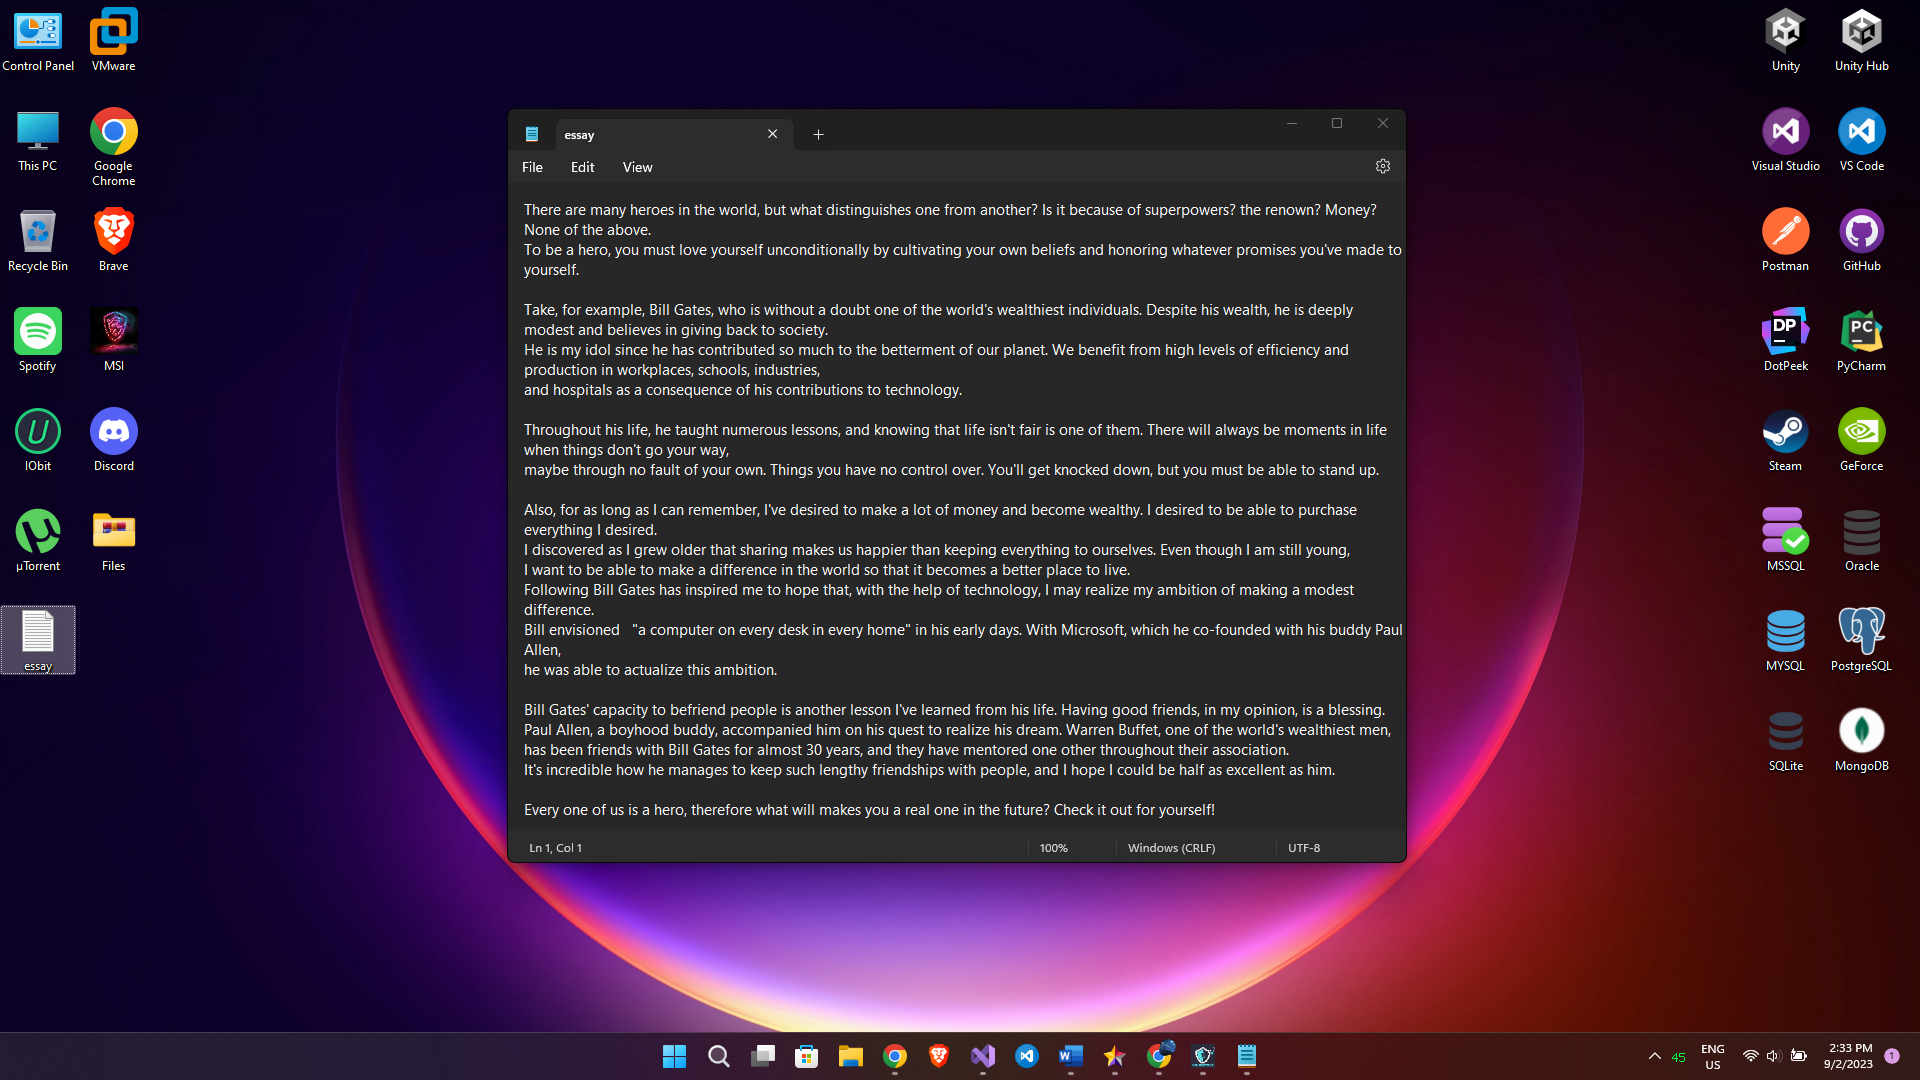 Control Panel
VMware
This PC
Google
Chrome
Recycle Bin
Brave
Spotify
MSI
IObit
Discord
µTorrent
Files
essay
essay
File Edit View
There are many heroes in the world, but what distinguishes one from another? Is it because of superpowers? the renown? Money?
None of the above.
To be a hero, you must love yourself unconditionally by cultivating your own beliefs and honoring whatever promises you've made to
yourself.
Take, for example, Bill Gates, who is without a doubt one of the world's wealthiest individuals. Despite his wealth, he is deeply
modest and believes in giving back to society.
He is my idol since he has contributed so much to the betterment of our planet. We benefit from high levels of efficiency and
production in workplaces, schools, industries,
and hospitals as a consequence of his contributions to technology.
Throughout his life, he taught numerous lessons, and knowing that life isn't fair is one of them. There will always be moments in life
when things don't go your way,
maybe through no fault of your own. Things you have no control over. You'll get knocked down, but you must be able to stand up.
Also, for as long as I can remember, I've desired to make a lot of money and become wealthy. I desired to be able to purchase
everything I desired.
I discovered as I grew older that sharing makes us happier than keeping everything to ourselves. Even though I am still young,
I want to be able to make a difference in the world so that it becomes a better place to live.
Following Bill Gates has inspired me to hope that, with the help of technology, I may realize my ambition of making a modest
difference.
Bill envisioned   "a computer on every desk in every home" in his early days. With Microsoft, which he co-founded with his buddy Paul
Allen,
he was able to actualize this ambition.
Bill Gates' capacity to befriend people is another lesson I've learned from his life. Having good friends, in my opinion, is a blessing.
Paul Allen, a boyhood buddy, accompanied him on his quest to realize his dream. Warren Buffet, one of the world's wealthiest men,
has been friends with Bill Gates for almost 30 years, and they have mentored one other throughout their association.
It's incredible how he manages to keep such lengthy friendships with people, and I hope I could be half as excellent as him.
Every one of us is a hero, therefore what will makes you a real one in the future? Check it out for yourself!
Ln 1, Col 1 100% Windows (CRLF) UTF-8
Unity
Unity Hub
Visual Studio
VS Code
Postman
GitHub
DP
DotPeek
PC
PyCharm
Steam
GeForce
MSSQL
Oracle
MYSQL
PostgreSQL
SQLite
MongoDB
45
ENG
US
2:33 PM
9/2/2023
1